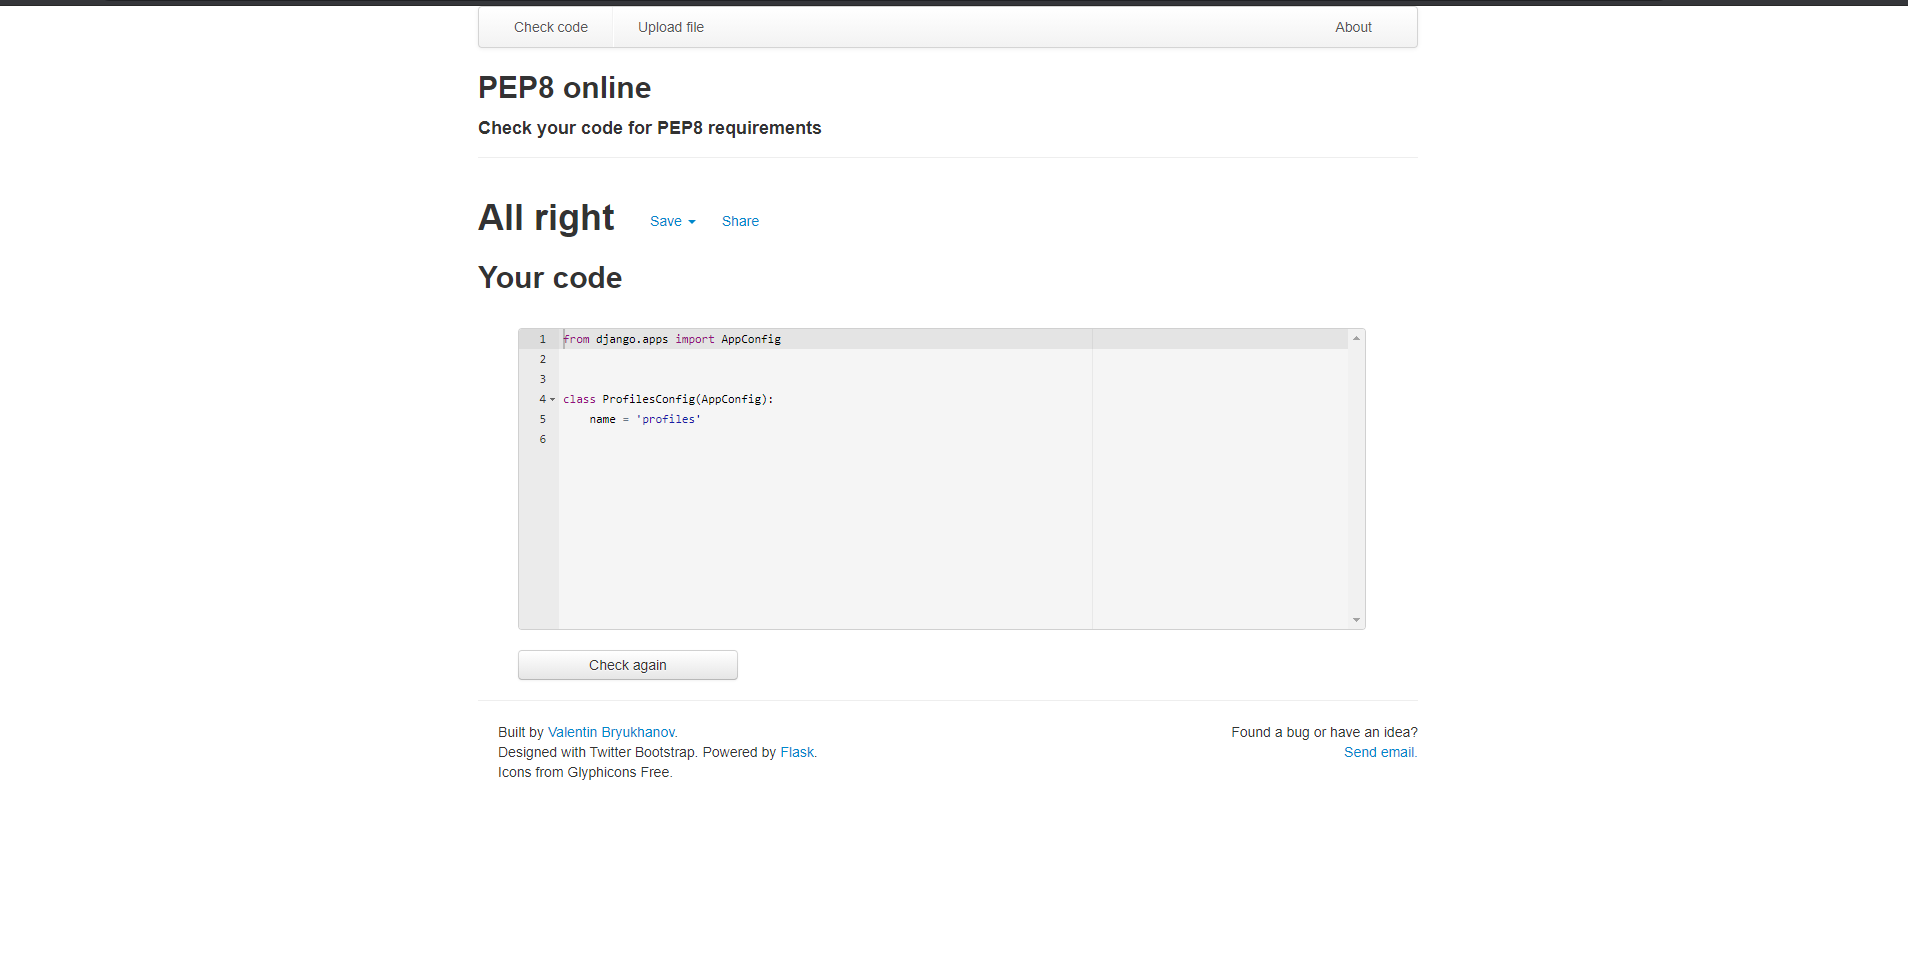 Check code Upload file About
PEP8 online
Check your code for PEP8 requirements
All right Save Share
Your code
1 from django.apps import AppConfig
2
3
4 class ProfilesConfig(AppConfig):
5     name = 'profiles'
6
Check again
Built by Valentin Bryukhanov. Found a bug or have an idea?
Designed with Twitter Bootstrap. Powered by Flask. Send email.
Icons from Glyphicons Free.